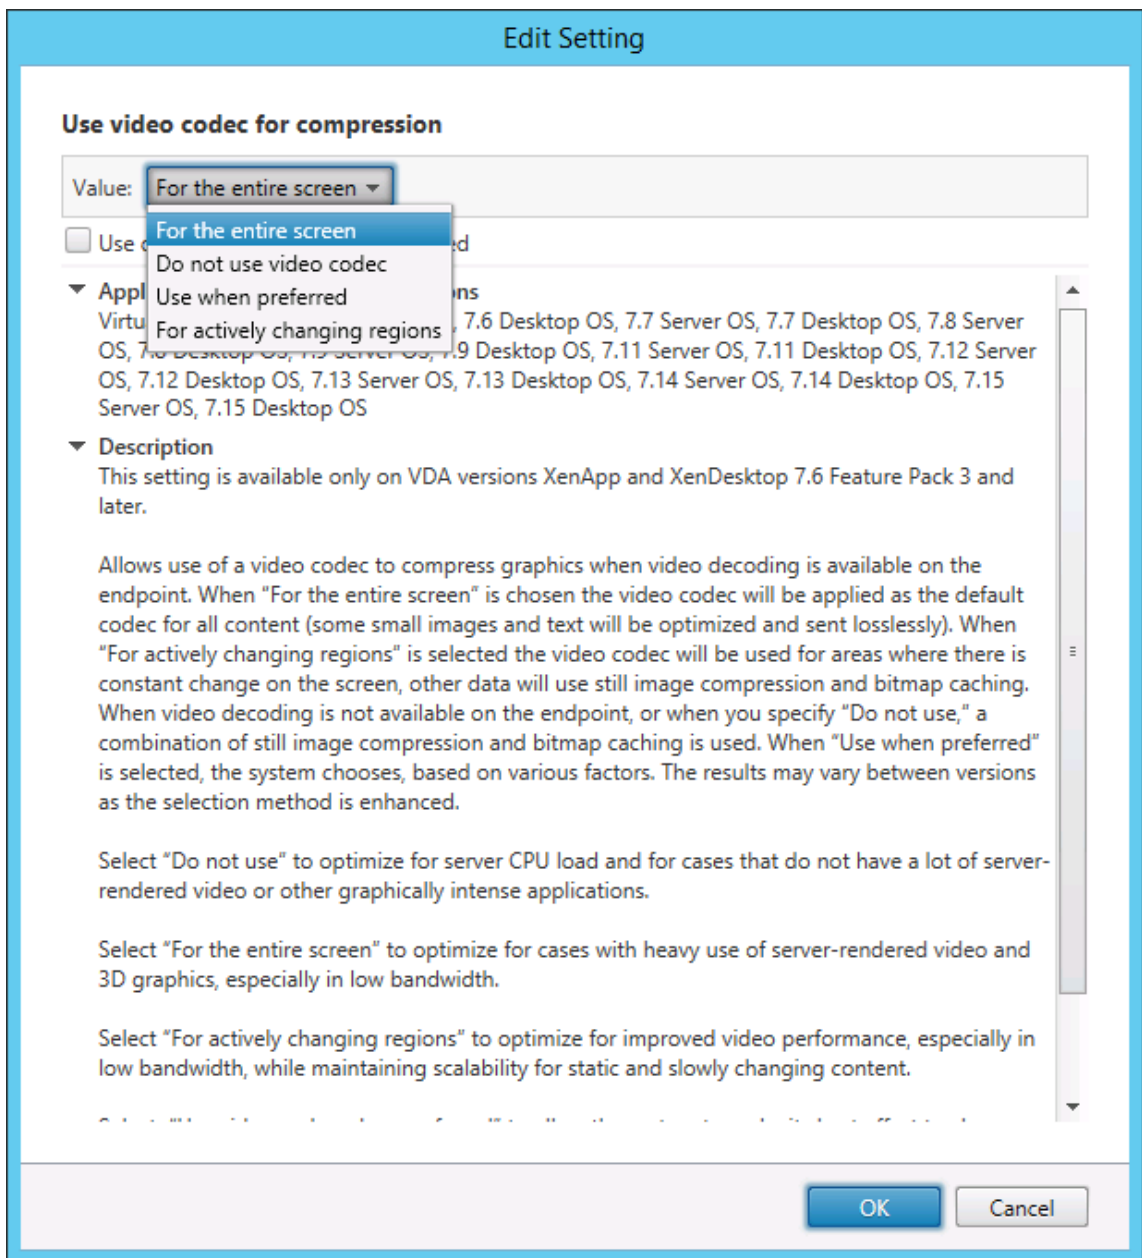 Edit Setting
Use video codec for compression
Value: For the entire screen
For the entire screen
Do not use video codec
Use when preferred
For actively changing regions
Use
Virtu , 7.6 Desktop OS, 7.7 Server OS, 7.7 Desktop OS, 7.8 Server
OS, 7.8 Desktop OS, 7.9 Server OS, 7.9 Desktop OS, 7.11 Server OS, 7.11 Desktop OS, 7.12 Server
OS, 7.12 Desktop OS, 7.13 Server OS, 7.13 Desktop OS, 7.14 Server OS, 7.14 Desktop OS, 7.15
Server OS, 7.15 Desktop OS
Description
This setting is available only on VDA versions XenApp and XenDesktop 7.6 Feature Pack 3 and
later.
Allows use of a video codec to compress graphics when video decoding is available on the
endpoint. When "For the entire screen" is chosen the video codec will be applied as the default
codec for all content (some small images and text will be optimized and sent losslessly). When
"For actively changing regions" is selected the video codec will be used for areas where there is
constant change on the screen, other data will use still image compression and bitmap caching.
When video decoding is not available on the endpoint, or when you specify "Do not use," a
combination of still image compression and bitmap caching is used. When "Use when preferred"
is selected, the system chooses, based on various factors. The results may vary between versions
as the selection method is enhanced.
Select "Do not use" to optimize for server CPU load and for cases that do not have a lot of server-
rendered video or other graphically intense applications.
Select "For the entire screen" to optimize for cases with heavy use of server-rendered video and
3D graphics, especially in low bandwidth.
Select "For actively changing regions" to optimize for improved video performance, especially in
low bandwidth, while maintaining scalability for static and slowly changing content.
OK
Cancel